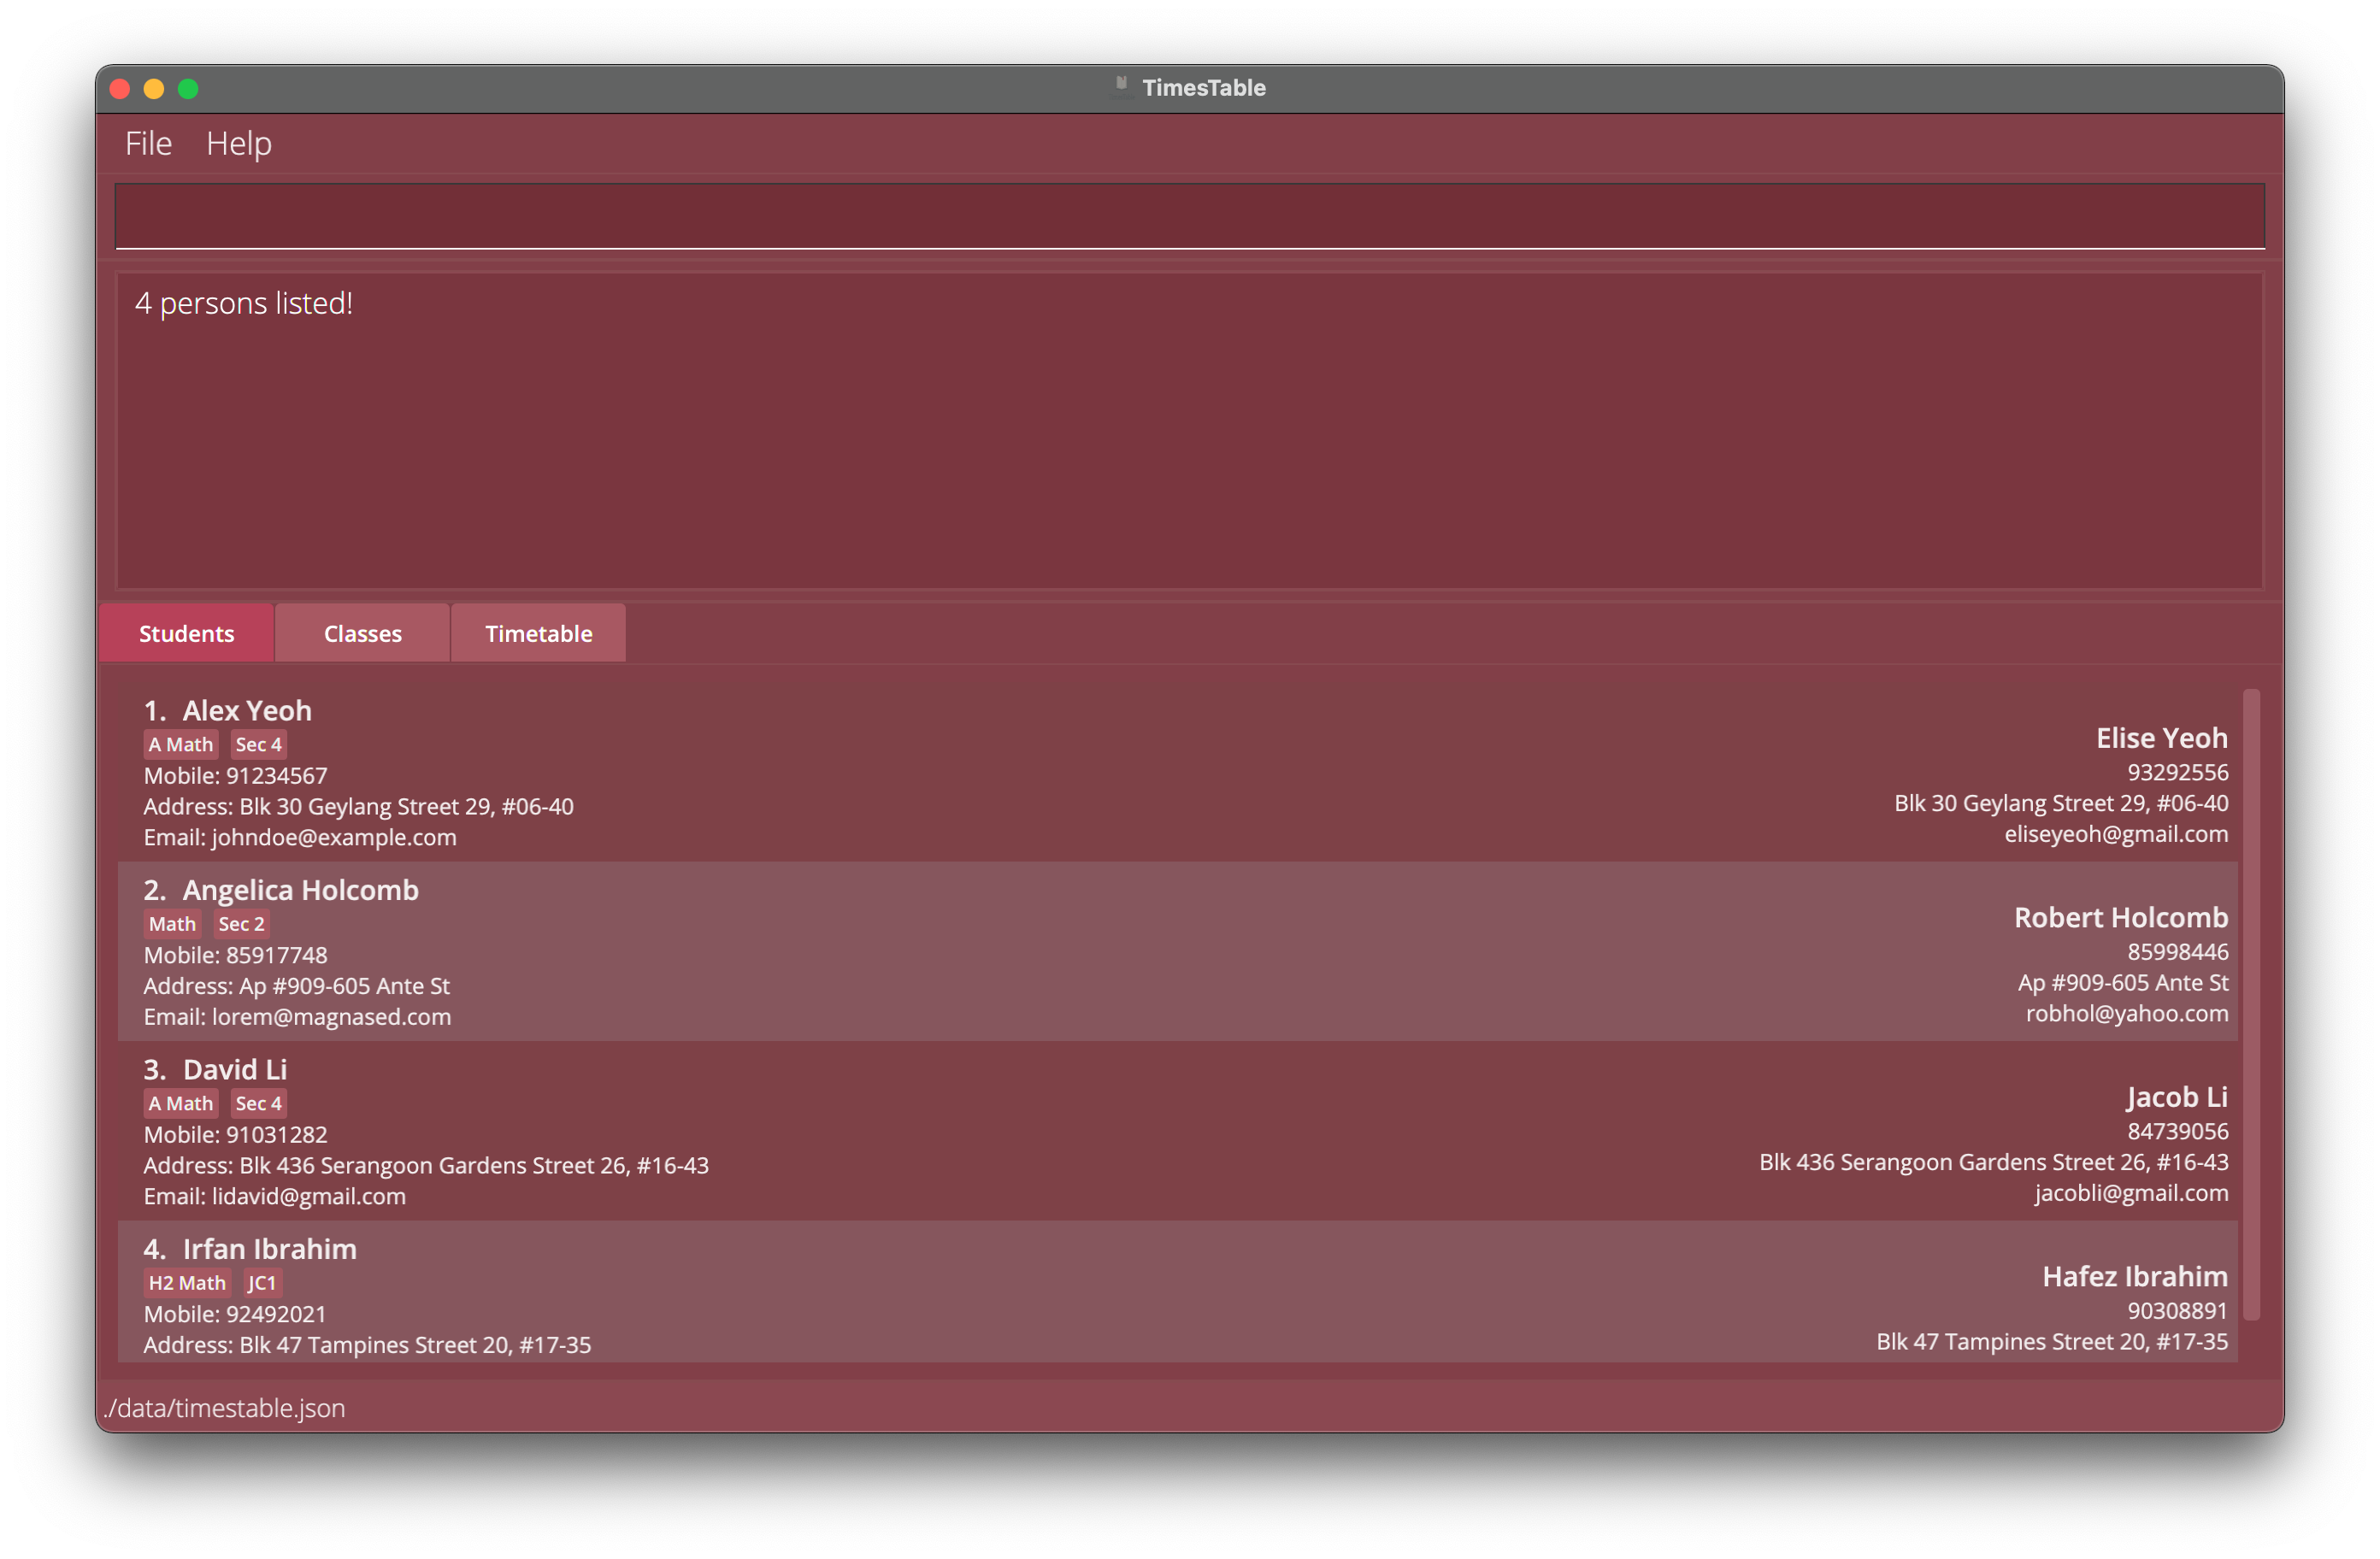 TimesTable
File Help
4 persons listed!
Students Classes Timetable
1. Alex Yeoh
A Math Sec 4
Mobile: 91234567
Address: Blk 30 Geylang Street 29, #06-40
Email: johndoe@example.com
Elise Yeoh
93292556
Blk 30 Geylang Street 29, #06-40
eliseyeoh@gmail.com
2. Angelica Holcomb
Math Sec 2
Mobile: 85917748
Address: Ap #909-605 Ante St
Email: lorem@magnased.com
Robert Holcomb
85998446
Ap #909-605 Ante St
robhol@yahoo.com
3. David Li
A Math Sec 4
Mobile: 91031282
Address: Blk 436 Serangoon Gardens Street 26, #16-43
Email: lidavid@gmail.com
Jacob Li
84739056
Blk 436 Serangoon Gardens Street 26, #16-43
jacobli@gmail.com
4. Irfan Ibrahim
H2 Math JC1
Mobile: 92492021
Address: Blk 47 Tampines Street 20, #17-35
Hafez Ibrahim
90308891
Blk 47 Tampines Street 20, #17-35
./data/timestable.json